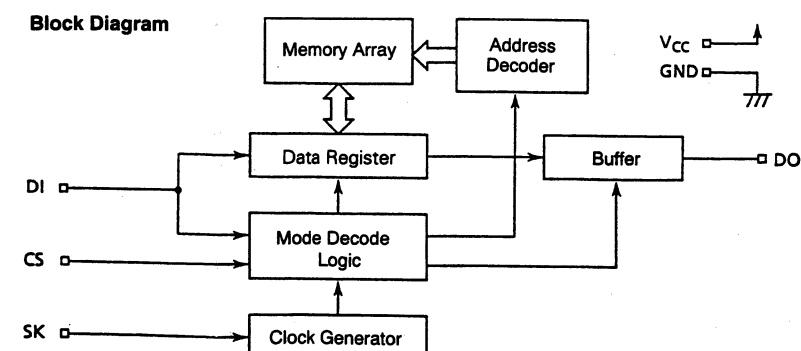 Block Diagram
Memory Array
Address
Decoder
VCC
GND
Data Register
Buffer
DO
DI
Mode Decode
Logic
CS
SK
Clock Generator